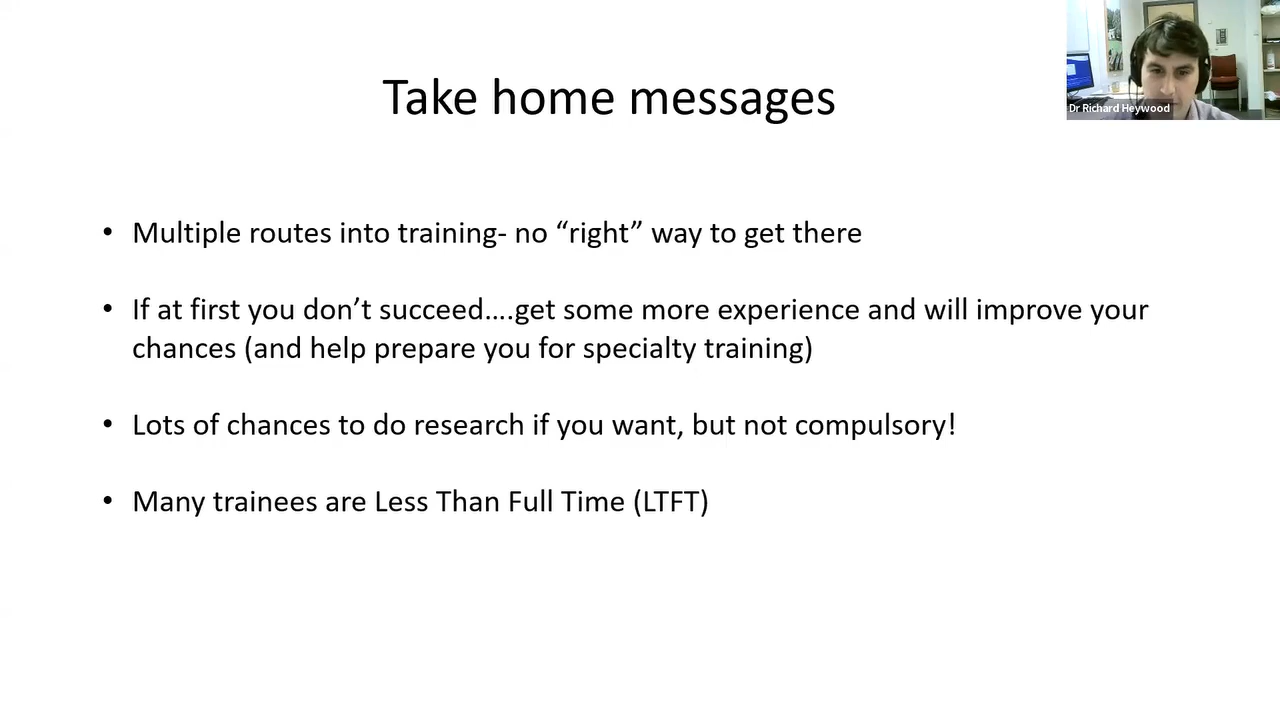 Take home messages
Dr Richard Heywood
• Multiple routes into training- no “right” way to get there
• If at first you don’t succeed….get some more experience and will improve your
chances (and help prepare you for specialty training)
• Lots of chances to do research if you want, but not compulsory!
• Many trainees are Less Than Full Time (LTFT)